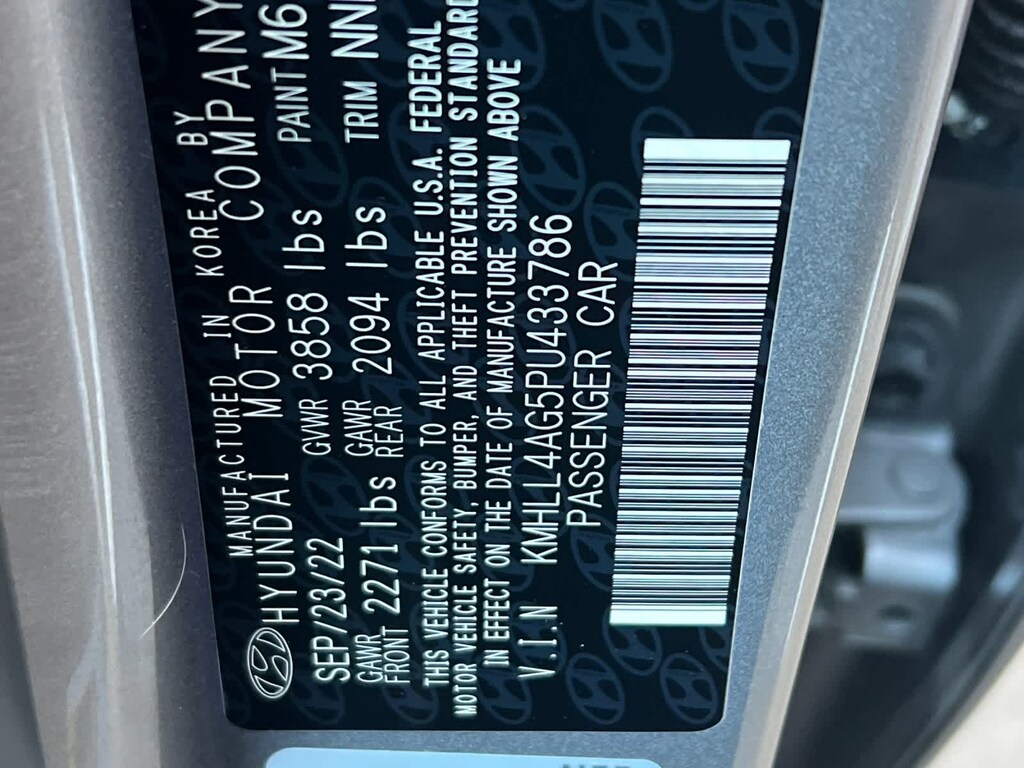 MANUFACTURED IN KOREA BY
HYUNDAI MOTOR COMPANY
SEP/23/22 GVWR 3858 lbs PAINT M6
GAWR FRONT 2271 lbs GAWR REAR 2094 lbs TRIM NN
THIS VEHICLE CONFORMS TO ALL APPLICABLE U.S.A. FEDERAL
MOTOR VEHICLE SAFETY, BUMPER, AND THEFT PREVENTION STANDARD
IN EFFECT ON THE DATE OF MANUFACTURE SHOWN ABOVE
V.I.N KMHLL4AG5PU433786
PASSENGER CAR